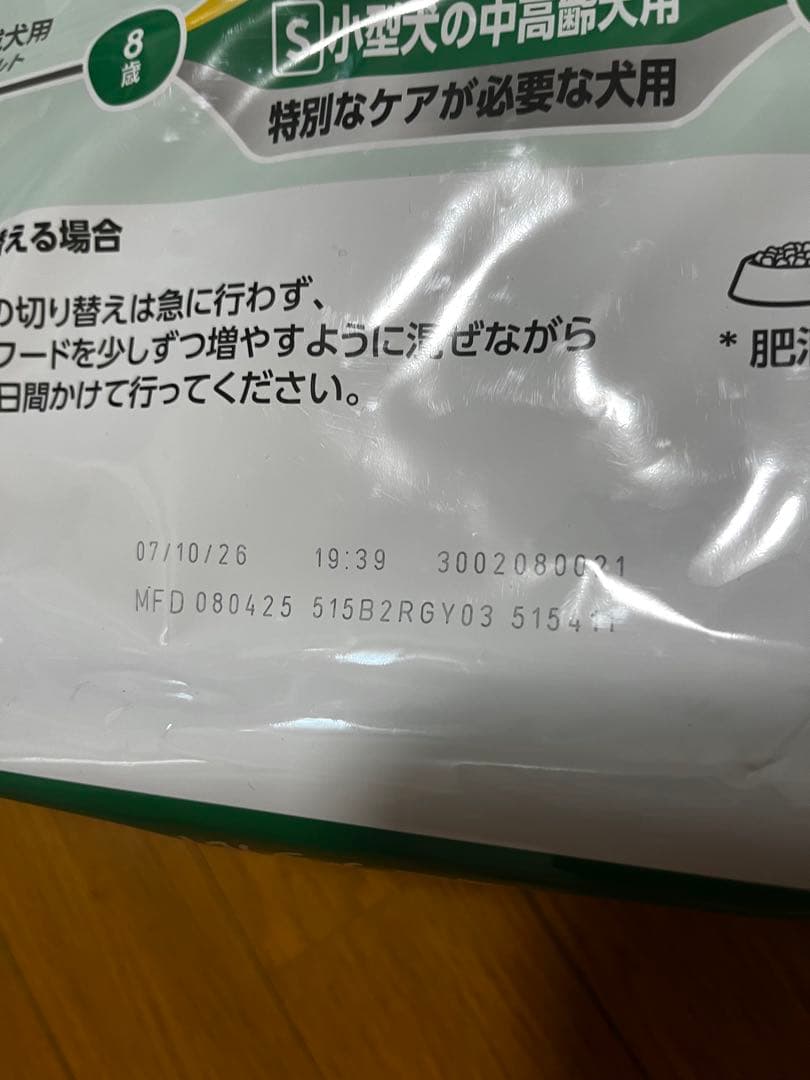 犬用
8
歳
S 小型犬の中高齢犬用
特別なケアが必要な犬用
える場合
の切り替えは急に行わず、
フードを少しずつ増やすように混ぜながら
日間かけて行ってください。
* 肥
07/10/26 19:39 3002080021
MFD 080425 515B2RGY03